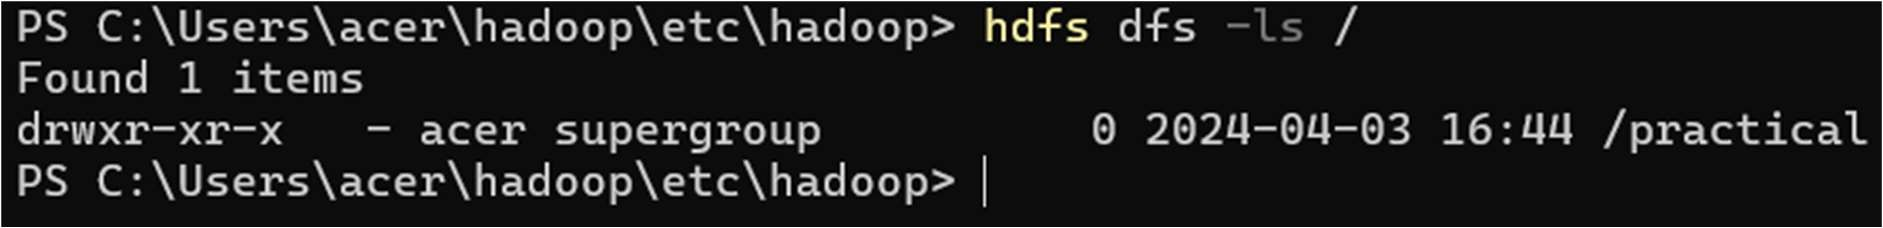 PS C:\Users\acer\hadoop\etc\hadoop> hdfs dfs -ls /
Found 1 items
drwxr-xr-x   - acer supergroup          0 2024-04-03 16:44 /practical
PS C:\Users\acer\hadoop\etc\hadoop>